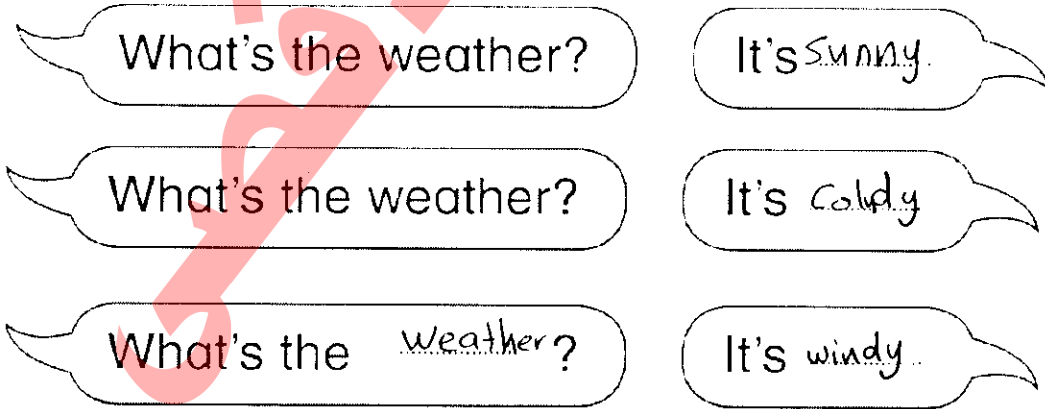 What's the weather? It's sunny.
What's the weather? It's Coldy
What's the weather? It's windy